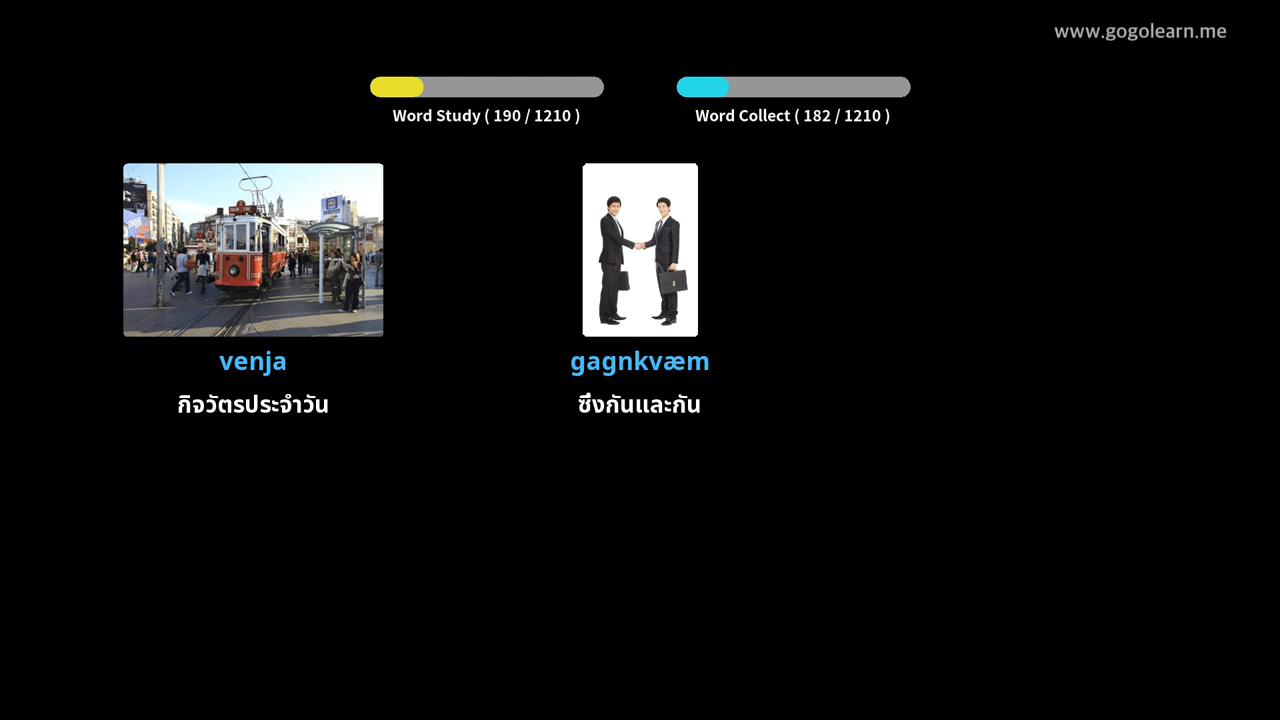 www.gogolearn.me
Word Study ( 190 / 1210 )
Word Collect ( 182 / 1210 )
venja
กิจวัตรประจำวัน
gagnkvæm
ซึ่งกันและกัน